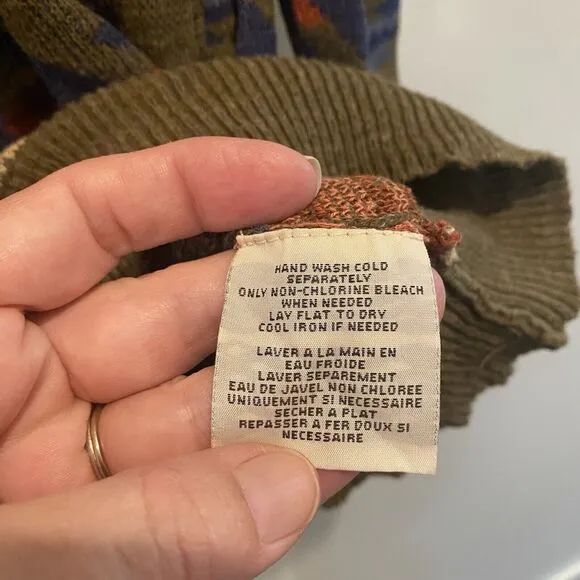 HAND WASH COLD
SEPARATELY
ONLY NON-CHLORINE BLEACH
WHEN NEEDED
LAY FLAT TO DRY
COOL IRON IF NEEDED
LAVER A LA MAIN EN
EAU FROIDE
LAVER SEPAREMENT
EAU DE JAVEL NON CHLOREE
UNIQUEMENT SI NECESSAIRE
SECHER A PLAT
REPASSER A FER DOUX SI
NECESSAIRE